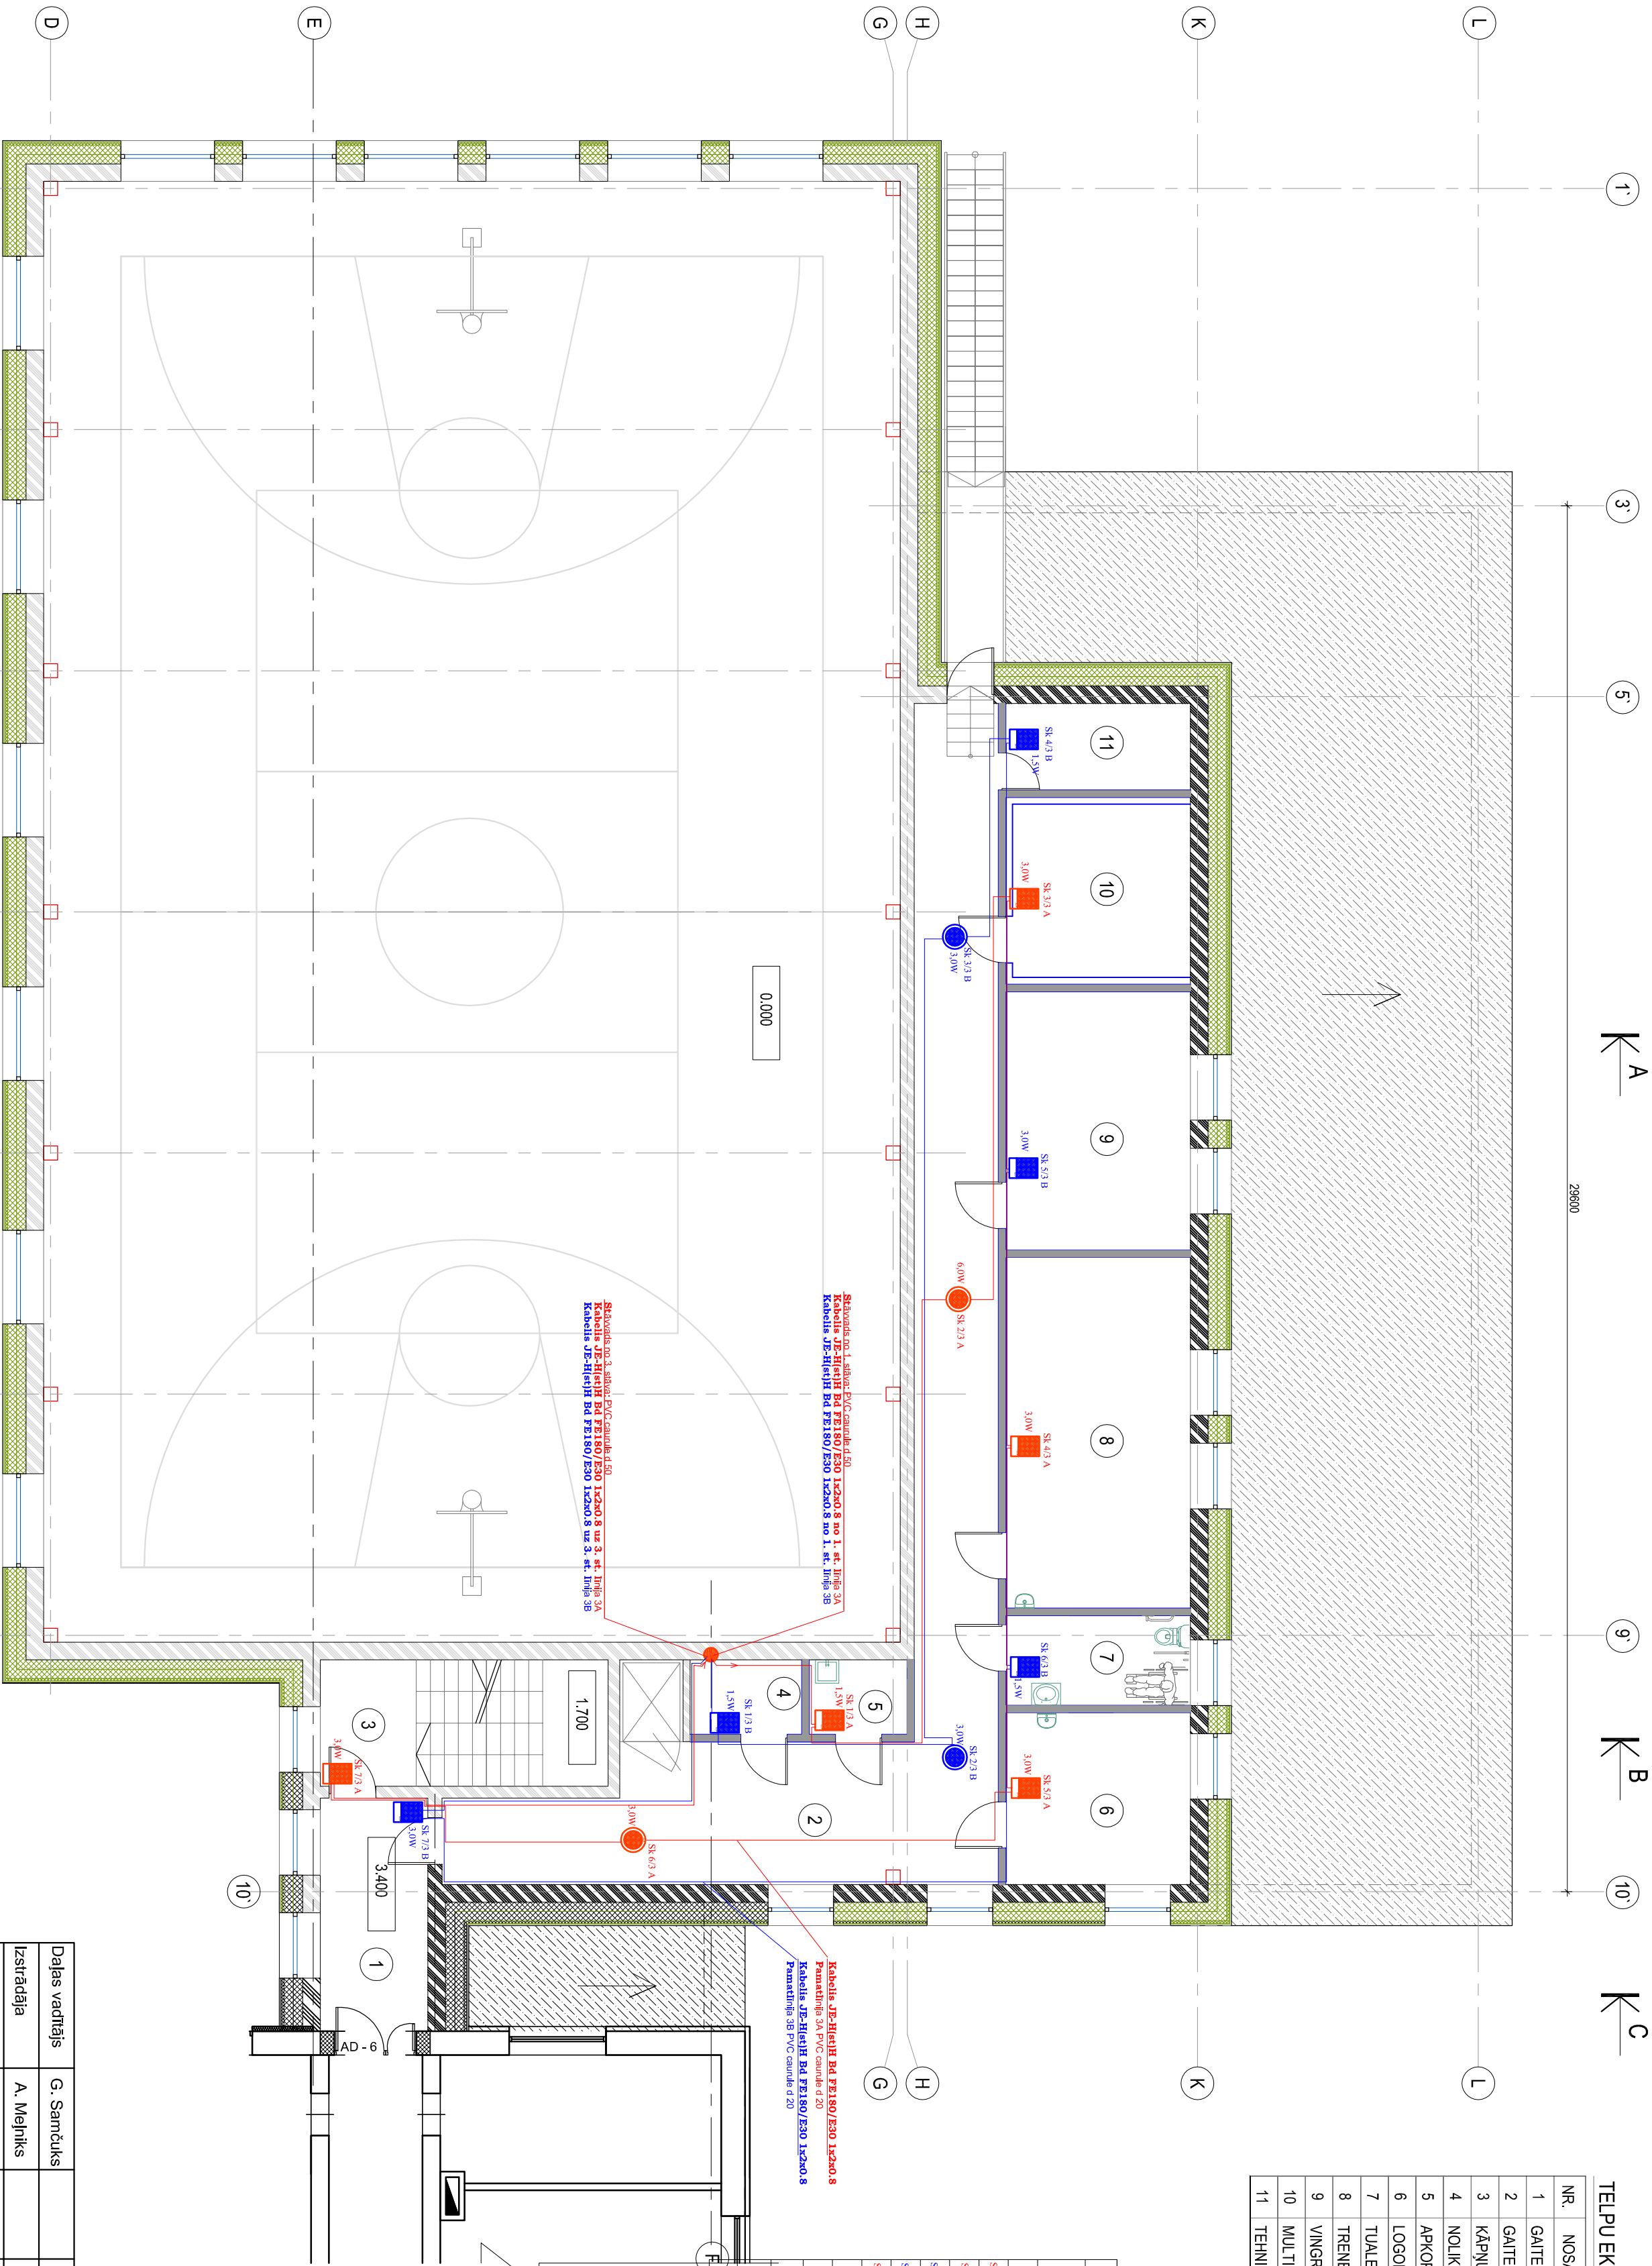 D
E
G
H
K
L
1`
3`
5`
9`
10`
29600
A
B
C
11
Sk 4/3 B
1,5W
10
Sk 3/3 A
3,0W
Sk 3/3 B
3,0W
0.000
9
Sk 5/3 B
3,0W
6,0W
Sk 2/3 A
8
Sk 4/3 A
3,0W
Stāvvads no 1. stāva: PVC caurule d 50
Kabelis JE-H(st)H Bd FE180/E30 1x2x0.8 no 1. st. līnija 3A
Kabelis JE-H(st)H Bd FE180/E30 1x2x0.8 no 1. st. līnija 3B
Stāvvads no 3. stāva: PVC caurule d 50
Kabelis JE-H(st)H Bd FE180/E30 1x2x0.8 uz 3. st. līnija 3A
Kabelis JE-H(st)H Bd FE180/E30 1x2x0.8 uz 3. st. līnija 3B
7
Sk 6/3 B
1,5W
5
Sk 1/3 A
1,5W
4
Sk 1/3 B
1,5W
1.700
3
Sk 7/3 A
3,0W
Sk 2/3 B
3,0W
Sk 5/3 A
3,0W
6
2
3,0W
Sk 6/3 A
Sk 7/3 B
3,0W
3.400
10`
1
AD - 6
Kabelis JE-H(st)H Bd FE180/E30 1x2x0.8
Pamatlīnija 3A PVC caurule d 20
Kabelis JE-H(st)H Bd FE180/E30 1x2x0.8
Pamatlīnija 3B PVC caurule d 20
G
H
K
L
F
TELPU EK
NR. NOSA
1 GAITE
2 GAITE
3 KĀPŅU
4 NOLIK
5 APKOP
6 LOGO
7 TUALE
8 TRENE
9 VINGR
10 MULTI
11 TEHNI
Daļas vadītājs G. Samčuks
Izstrādāja A. Meļniks